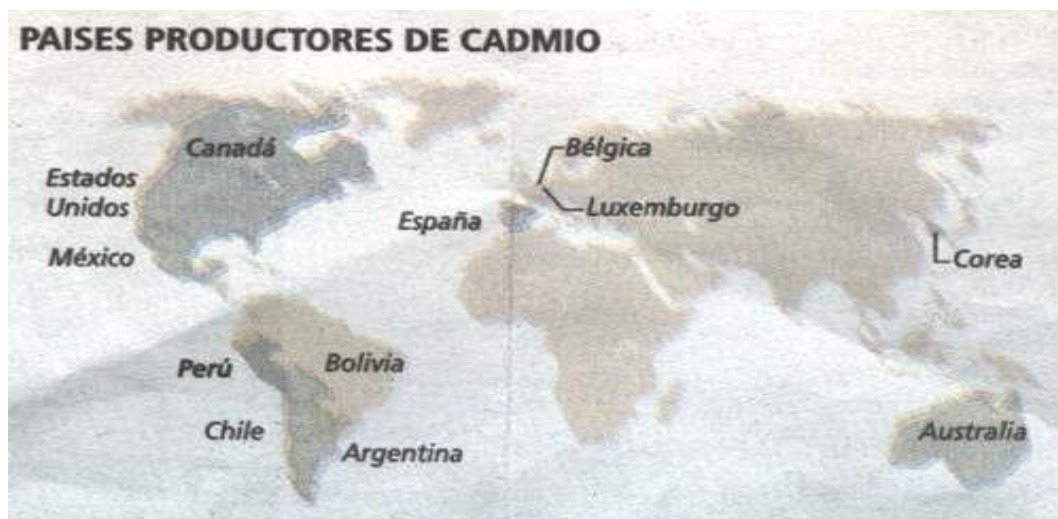 PAISES PRODUCTORES DE CADMIO
Canadá
Estados
Unidos
México
Bélgica
Luxemburgo
España
Corea
Perú
Bolivia
Chile
Argentina
Australia